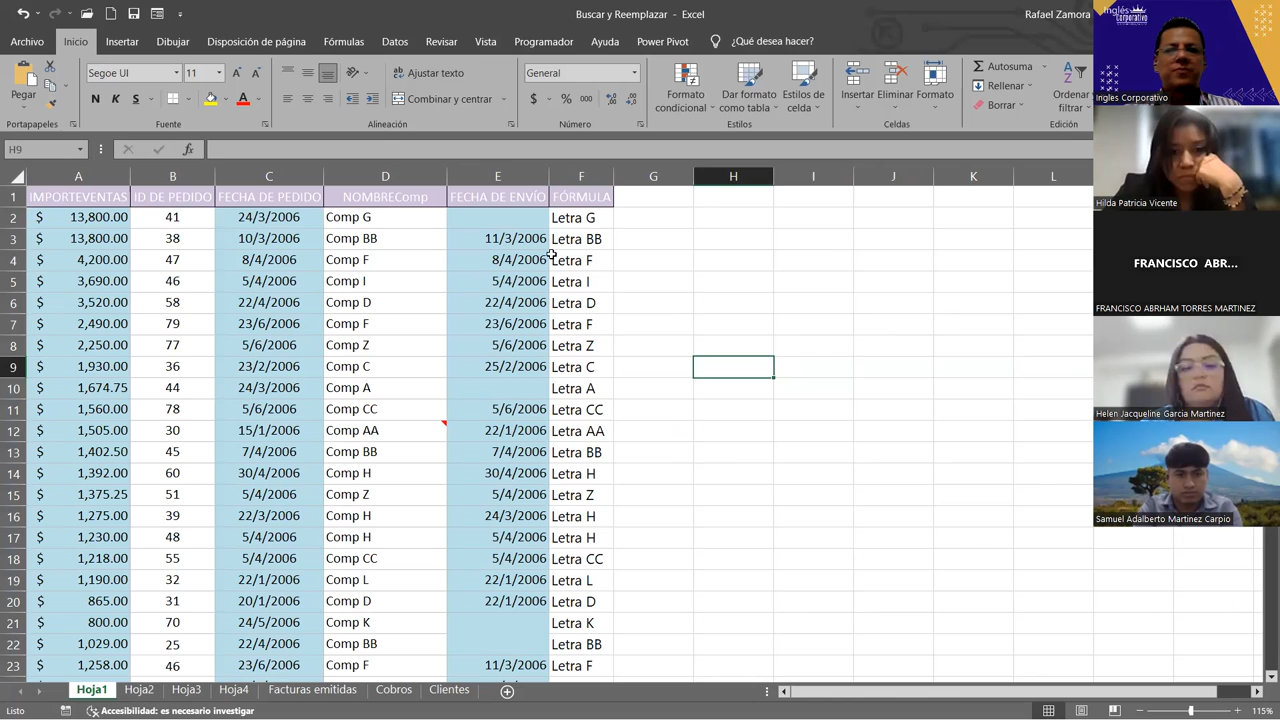 Buscar y Reemplazar - Excel
Rafael Zamora
Archivo Inicio Insertar Dibujar Disposición de página Fórmulas Datos Revisar Vista Programador Ayuda Power Pivot ¿Qué desea hacer?
Pegar
Segoe UI 11
Ajustar texto
General
Autosuma
N K S
Combinar y centrar
$ % 000
Formato condicional
Dar formato como tabla
Estilos de celda
Insertar Eliminar Formato
Rellenar
Borrar
Ordenar filtrar
Portapapeles Fuente Alineación Número Estilos Celdas Edición
H9
A B C D E F G H I J K L
1 IMPORTEVENTAS ID DE PEDIDO FECHA DE PEDIDO NOMBREComp FECHA DE ENVÍO FÓRMULA
2 $ 13,800.00 41 24/3/2006 Comp G Letra G
3 $ 13,800.00 38 10/3/2006 Comp BB 11/3/2006 Letra BB
4 $ 4,200.00 47 8/4/2006 Comp F 8/4/2006 Letra F
5 $ 3,690.00 46 5/4/2006 Comp I 5/4/2006 Letra I
6 $ 3,520.00 58 22/4/2006 Comp D 22/4/2006 Letra D
7 $ 2,490.00 79 23/6/2006 Comp F 23/6/2006 Letra F
8 $ 2,250.00 77 5/6/2006 Comp Z 5/6/2006 Letra Z
9 $ 1,930.00 36 23/2/2006 Comp C 25/2/2006 Letra C
10 $ 1,674.75 44 24/3/2006 Comp A Letra A
11 $ 1,560.00 78 5/6/2006 Comp CC 5/6/2006 Letra CC
12 $ 1,505.00 30 15/1/2006 Comp AA 22/1/2006 Letra AA
13 $ 1,402.50 45 7/4/2006 Comp BB 7/4/2006 Letra BB
14 $ 1,392.00 60 30/4/2006 Comp H 30/4/2006 Letra H
15 $ 1,375.25 51 5/4/2006 Comp Z 5/4/2006 Letra Z
16 $ 1,275.00 39 22/3/2006 Comp H 24/3/2006 Letra H
17 $ 1,230.00 48 5/4/2006 Comp H 5/4/2006 Letra H
18 $ 1,218.00 55 5/4/2006 Comp CC 5/4/2006 Letra CC
19 $ 1,190.00 32 22/1/2006 Comp L 22/1/2006 Letra L
20 $ 865.00 31 20/1/2006 Comp D 22/1/2006 Letra D
21 $ 800.00 70 24/5/2006 Comp K Letra K
22 $ 1,029.00 25 22/4/2006 Comp BB Letra BB
23 $ 1,258.00 46 23/6/2006 Comp F 11/3/2006 Letra F
Hoja1 Hoja2 Hoja3 Hoja4 Facturas emitidas Cobros Clientes
Listo Accesibilidad: es necesario investigar 115%
Inglés Corporativo
Ingles Corporativo
Hilda Patricia Vicente
FRANCISCO ABR...
FRANCISCO ABRHAM TORRES MARTINEZ
Helen Jacqueline Garcia Martinez
Samuel Adalberto Martinez Carpio